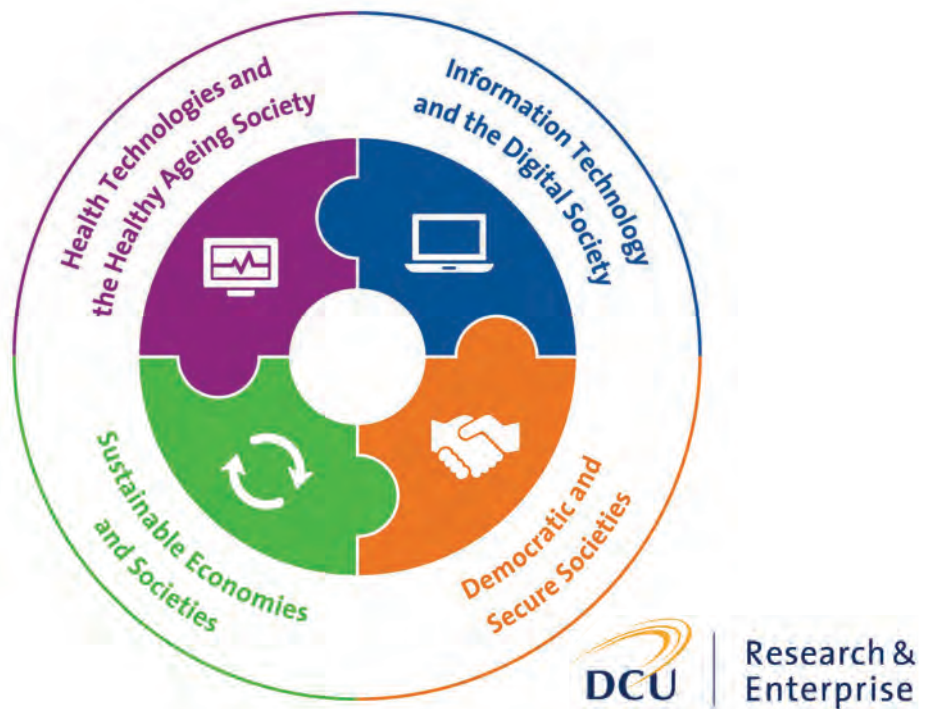 Health Technologies and
the Healthy Ageing Society
Information Technology
and the Digital Society
Sustainable Economies
and Societies
Democratic and
Secure Societies
DCU
Research &
Enterprise